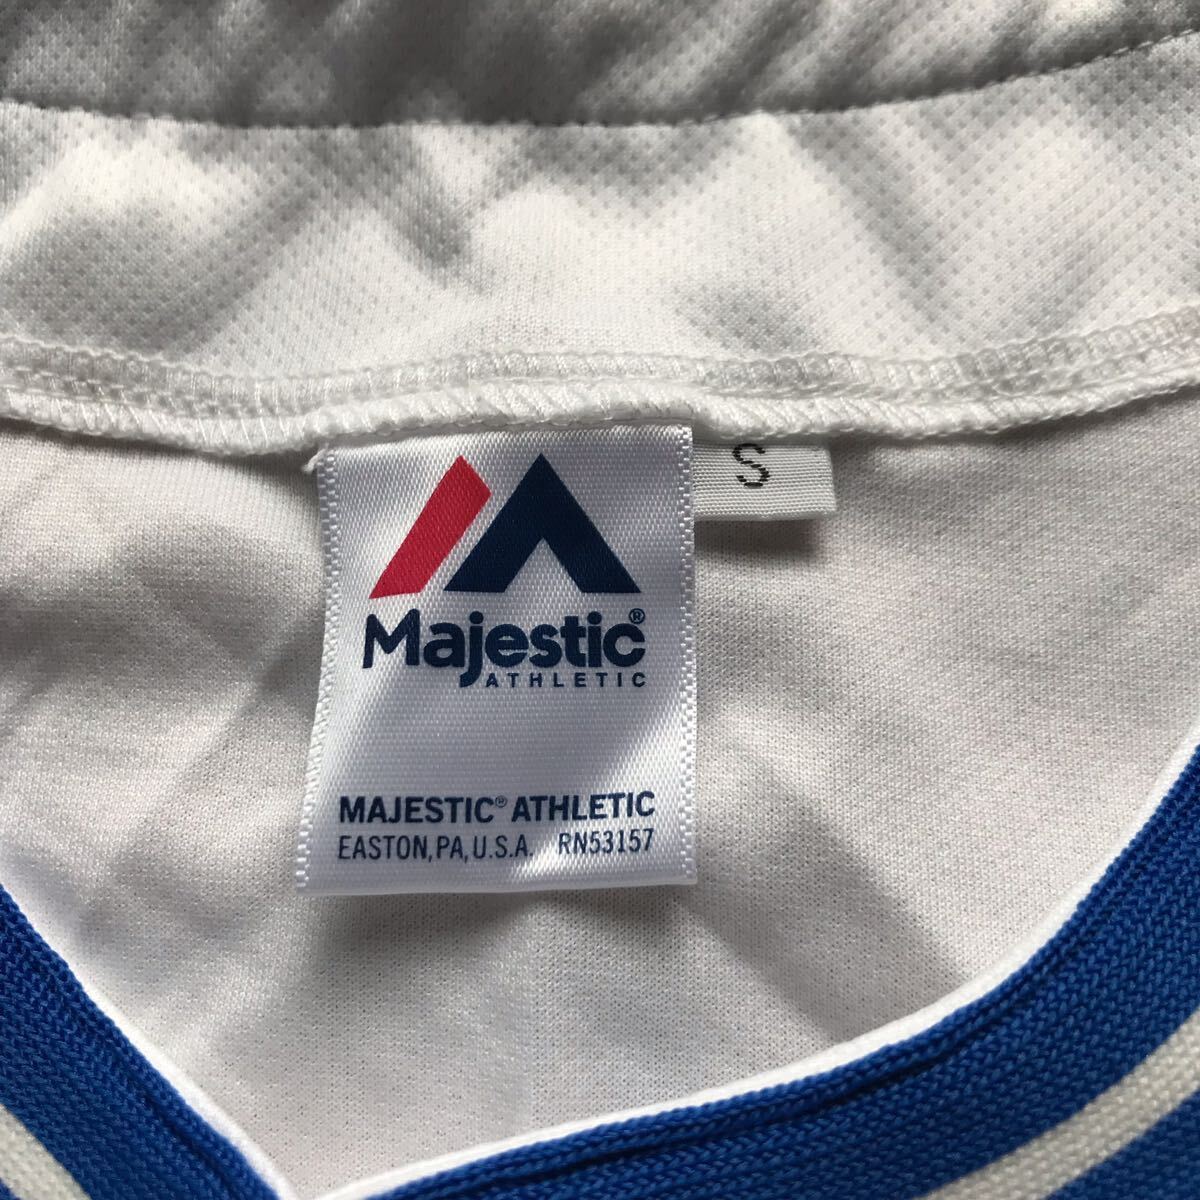 S
Majestic®
ATHLETIC
MAJESTIC® ATHLETIC
EASTON, PA, U.S.A. RN53157